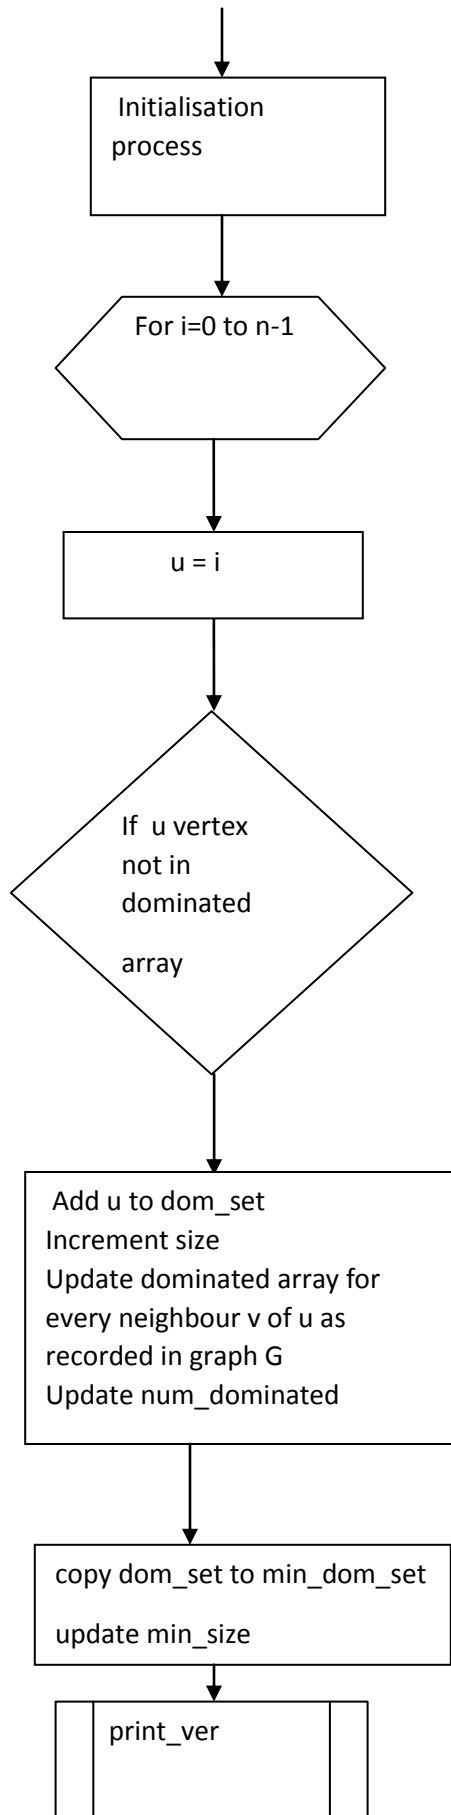 Initialisation
process
For i=0 to n-1
u = i
If  u vertex
not in
dominated
array
Add u to dom_set
Increment size
Update dominated array for
every neighbour v of u as
recorded in graph G
Update num_dominated
copy dom_set to min_dom_set
update min_size
print_ver